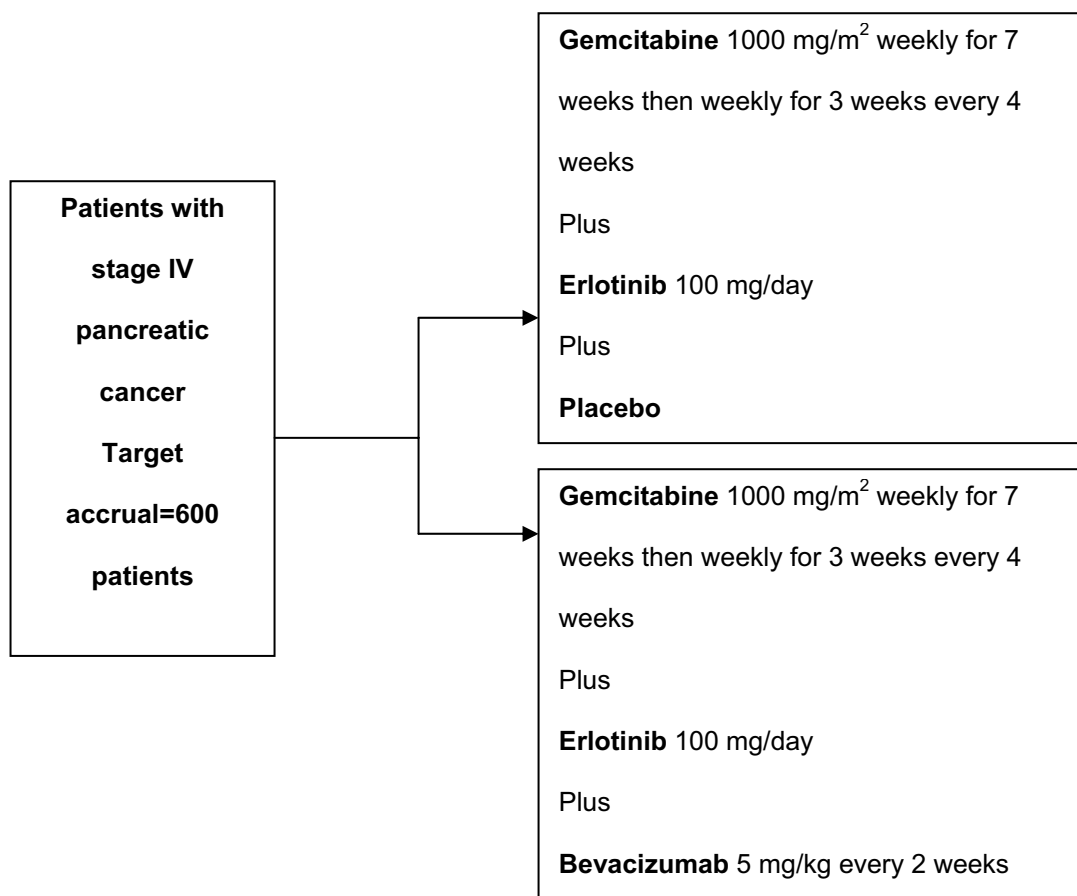 Patients with
stage IV
pancreatic
cancer
Target
accrual=600
patients
Gemcitabine 1000 mg/m² weekly for 7
weeks then weekly for 3 weeks every 4
weeks
Plus
Erlotinib 100 mg/day
Plus
Placebo
Gemcitabine 1000 mg/m² weekly for 7
weeks then weekly for 3 weeks every 4
weeks
Plus
Erlotinib 100 mg/day
Plus
Bevacizumab 5 mg/kg every 2 weeks